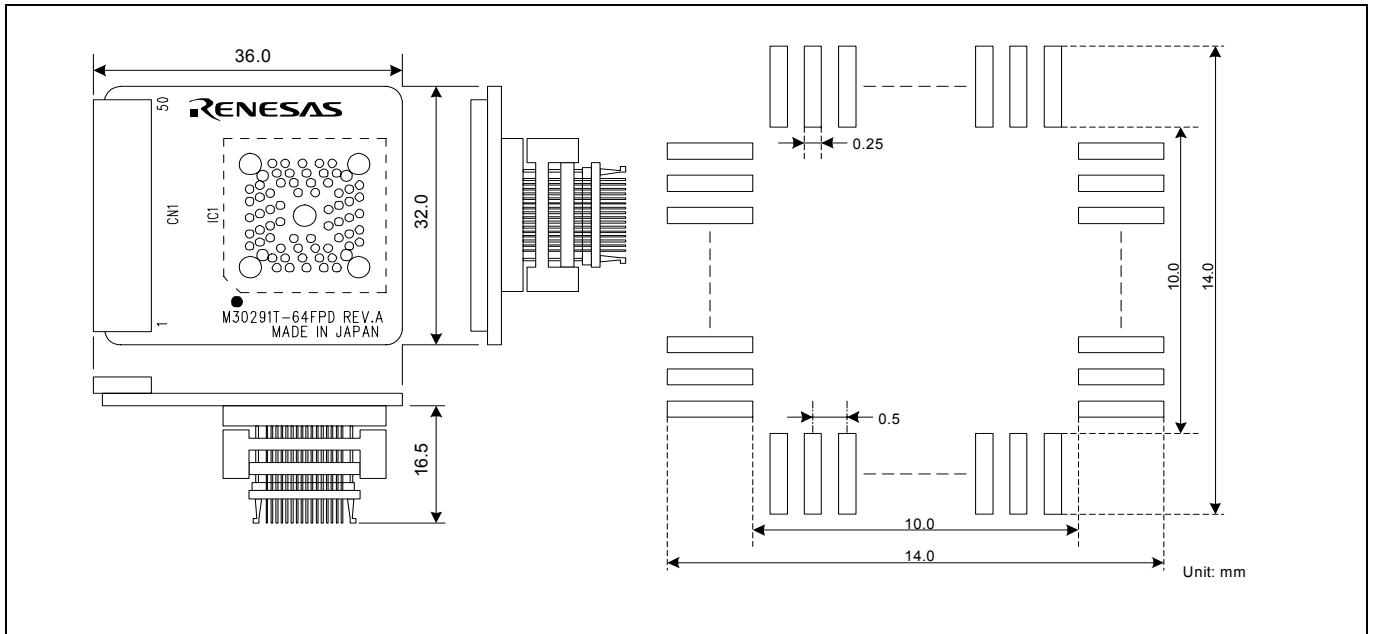 36.0
50
RENESAS
CN1
IC1
1
M30291T-64FPD REV.A
MADE IN JAPAN
32.0
16.5
0.25
0.5
10.0
14.0
10.0
14.0
Unit: mm